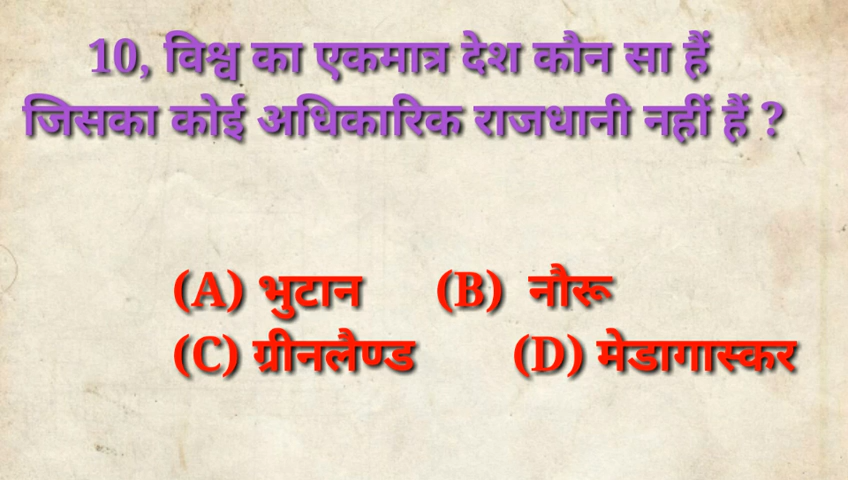 10, विश्व का एकमात्र देश कौन सा हैं
जिसका कोई अधिकारिक राजधानी नहीं हैं ?
(A) भुटान (B) नौरू
(C) ग्रीनलैण्ड (D) मेडागास्कर